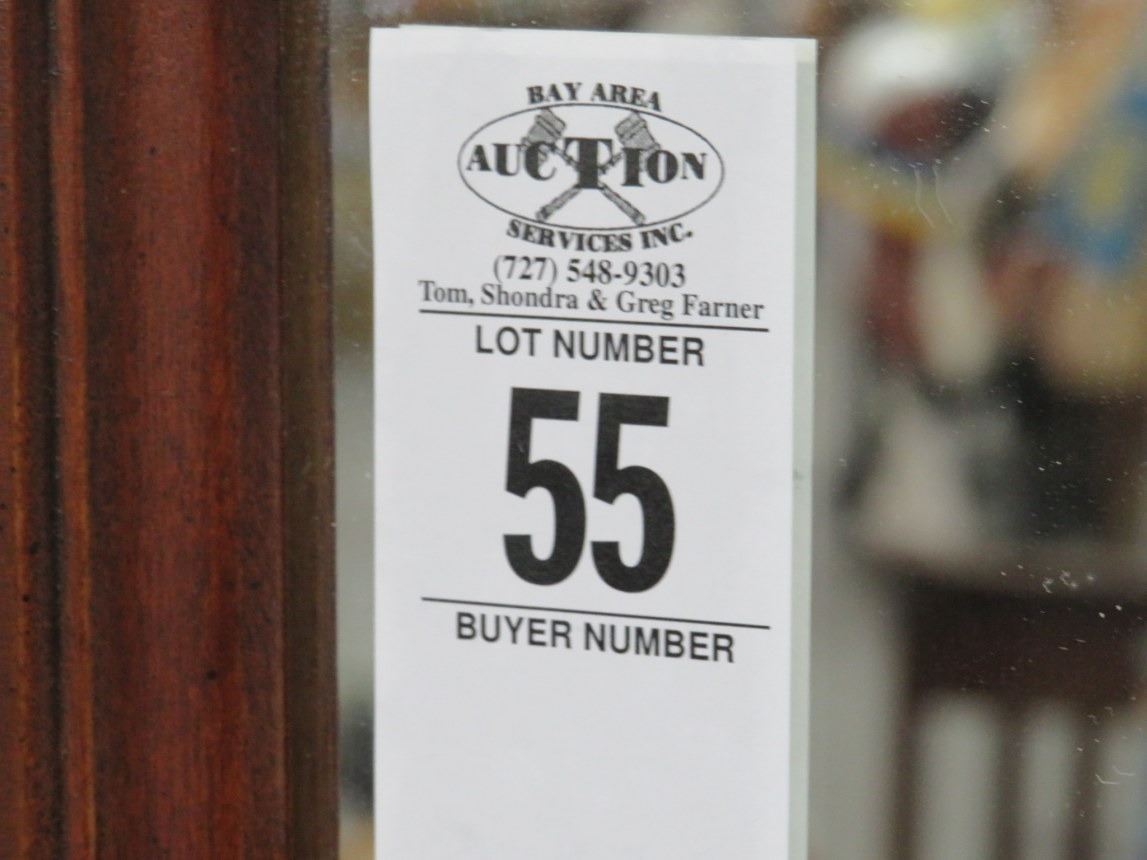 BAY AREA
AUCTION
SERVICES INC.
(727) 548-9303
Tom, Shondra & Greg Farner
LOT NUMBER
55
BUYER NUMBER